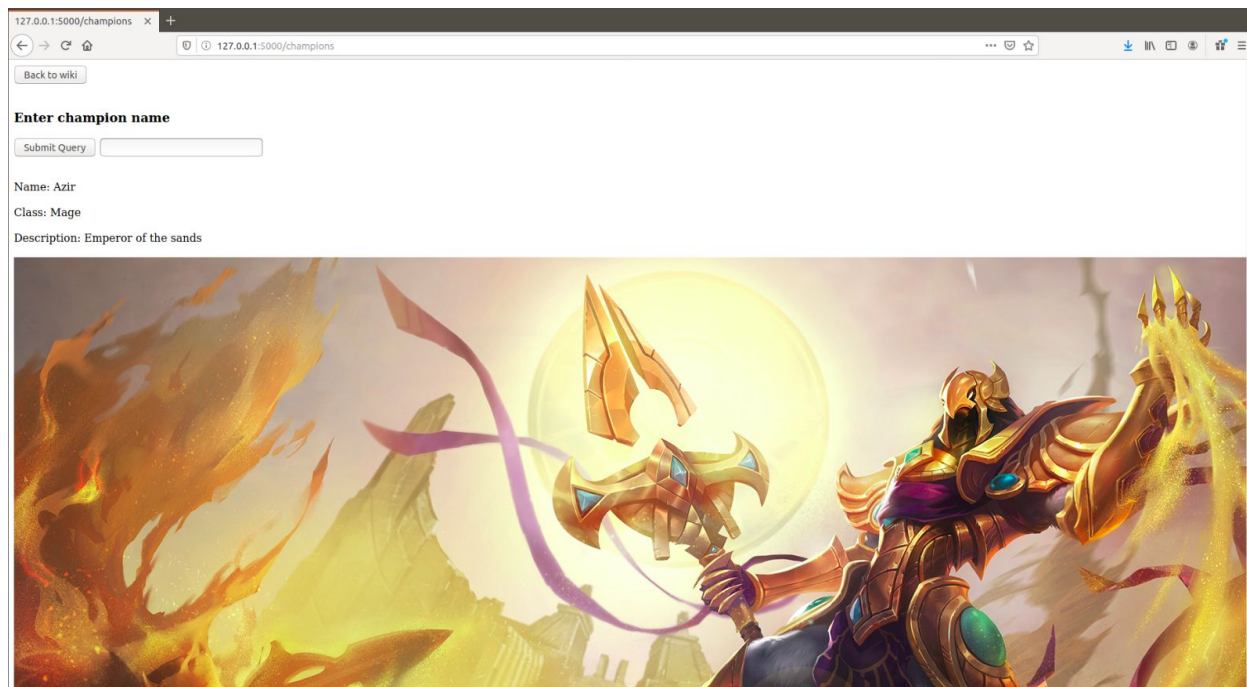 127.0.0.1:5000/champions
127.0.0.1:5000/champions
Back to wiki
Enter champion name
Submit Query
Name: Azir
Class: Mage
Description: Emperor of the sands